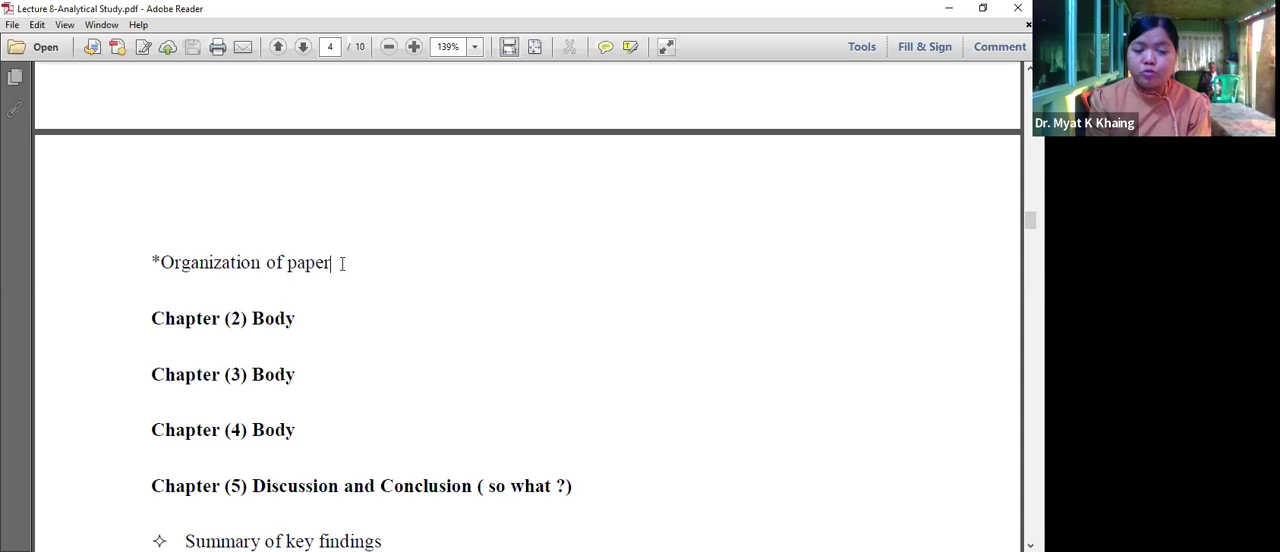 Lecture 8-Analytical Study.pdf - Adobe Reader
File Edit View Window Help
Open 4 / 10 139% Tools Fill & Sign Comment
Dr. Myat K Khaing
*Organization of paper
Chapter (2) Body
Chapter (3) Body
Chapter (4) Body
Chapter (5) Discussion and Conclusion ( so what ?)
✧ Summary of key findings